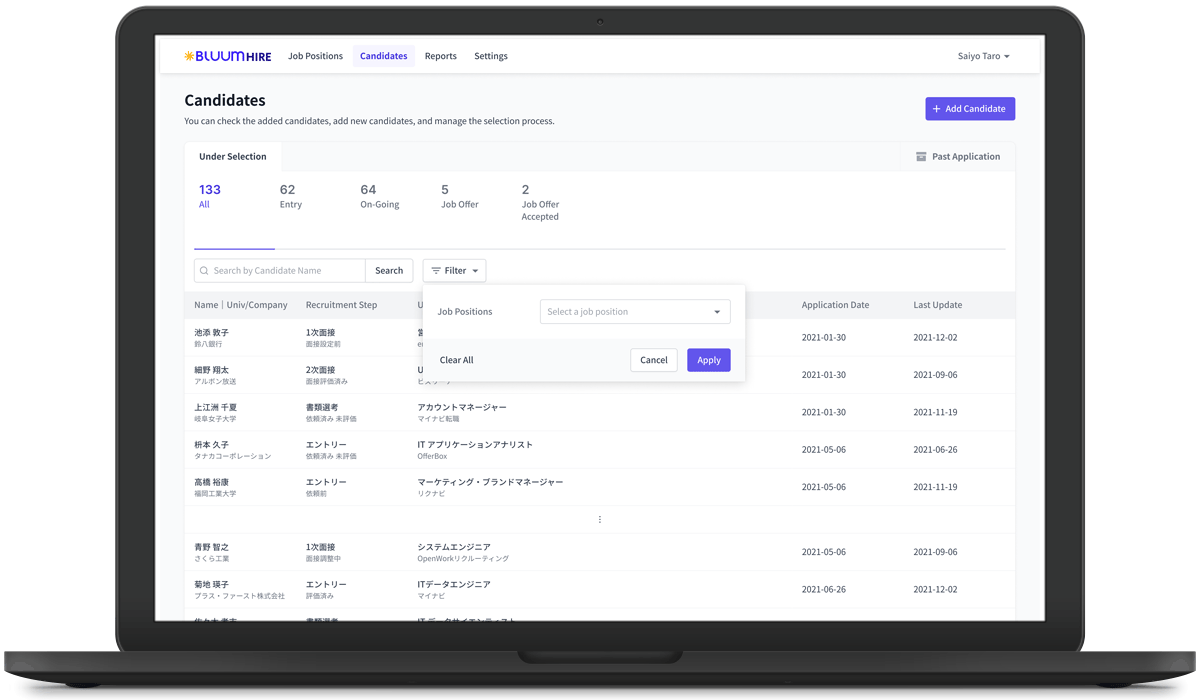 BLUUM HIRE Job Positions Candidates Reports Settings Saiyo Taro
Candidates
+ Add Candidate
You can check the added candidates, add new candidates, and manage the selection process.
Under Selection Past Application
133 62 64 5 2
All Entry On-Going Job Offer Job Offer
Accepted
Search by Candidate Name Search Filter
Name | Univ/Company Recruitment Step Application Date Last Update
Job Positions Select a job position
池添 敦子 1次面接 2021-01-30 2021-12-02
鈴八銀行 面接設定前
Clear All Cancel Apply
細野 翔太 2次面接 2021-01-30 2021-09-06
アルボン放送 面接評価済み
上江洲 千夏 書類選考 アカウントマネージャー 2021-01-30 2021-11-19
岐阜女子大学 依頼済み 未評価 マイナビ転職
枡本 久子 エントリー IT アプリケーションアナリスト 2021-05-06 2021-06-26
タナカコーポレーション 依頼済み 未評価 OfferBox
高橋 裕康 エントリー マーケティング・ブランドマネージャー 2021-05-06 2021-11-19
福岡工業大学 依頼前 リクナビ
青野 智之 1次面接 システムエンジニア 2021-05-06 2021-09-06
さくら工業 面接調整中 OpenWorkリクルーティング
菊地 瑛子 エントリー ITデータエンジニア 2021-06-26 2021-12-02
プラス・ファースト株式会社 評価済み マイナビ